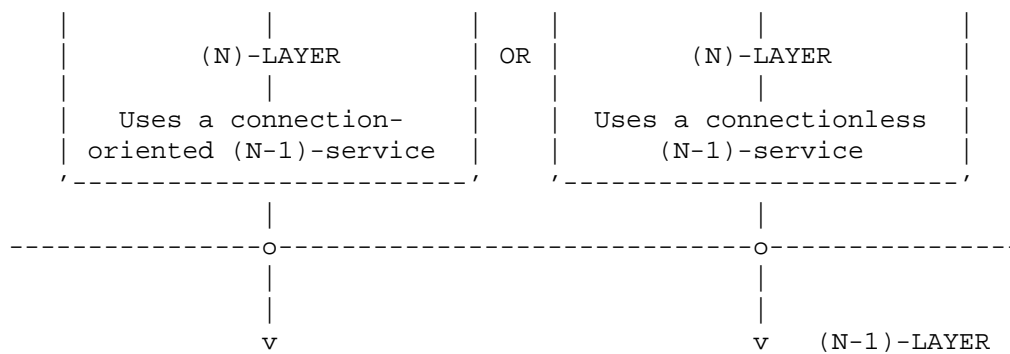 (N)-LAYER OR (N)-LAYER
Uses a connection- Uses a connectionless
oriented (N-1)-service (N-1)-service
o o
v v (N-1)-LAYER